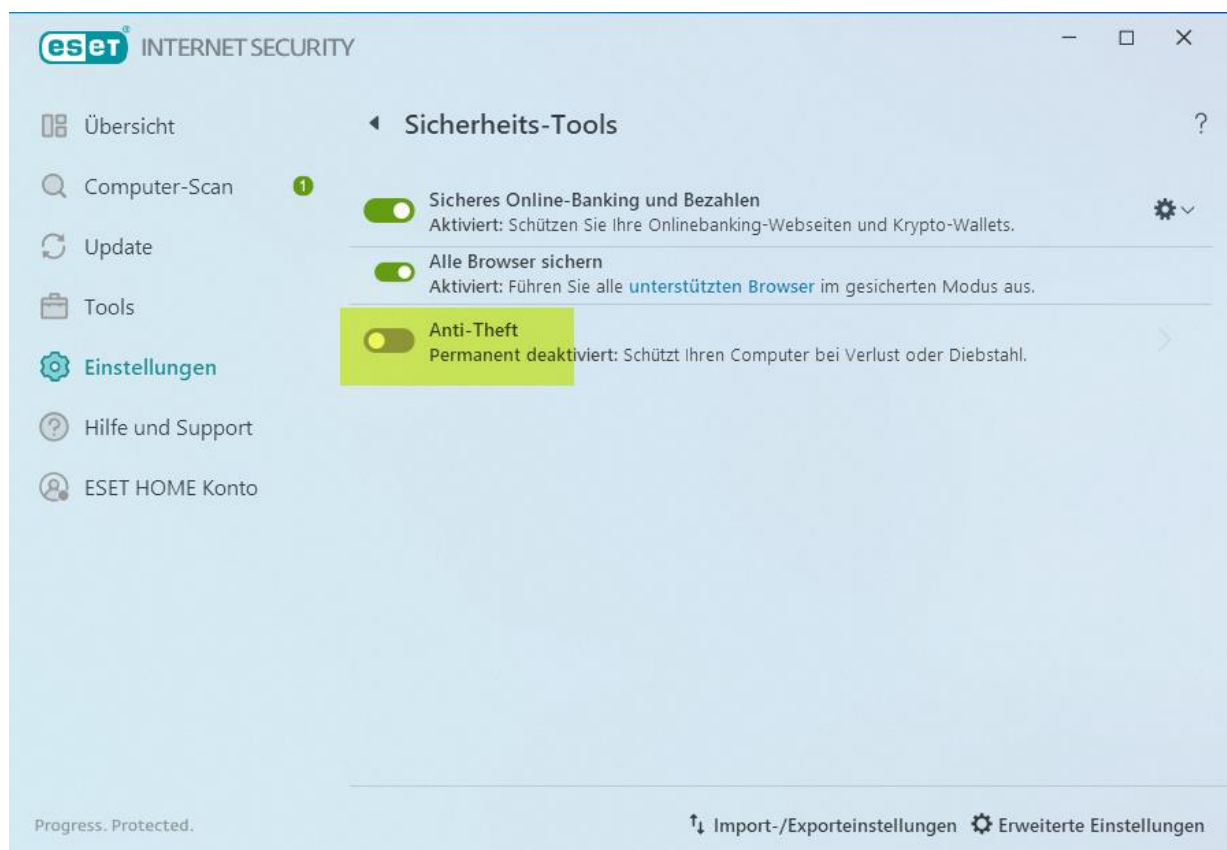 eset® INTERNET SECURITY
Übersicht
Computer-Scan 1
Update
Tools
Einstellungen
Hilfe und Support
ESET HOME Konto
Sicherheits-Tools ?
Sicheres Online-Banking und Bezahlen
Aktiviert: Schützen Sie Ihre Onlinebanking-Webseiten und Krypto-Wallets.
Alle Browser sichern
Aktiviert: Führen Sie alle unterstützten Browser im gesicherten Modus aus.
Anti-Theft
Permanent deaktiviert: Schützt Ihren Computer bei Verlust oder Diebstahl.
Progress. Protected.
Import-/Exporteinstellungen Erweiterte Einstellungen